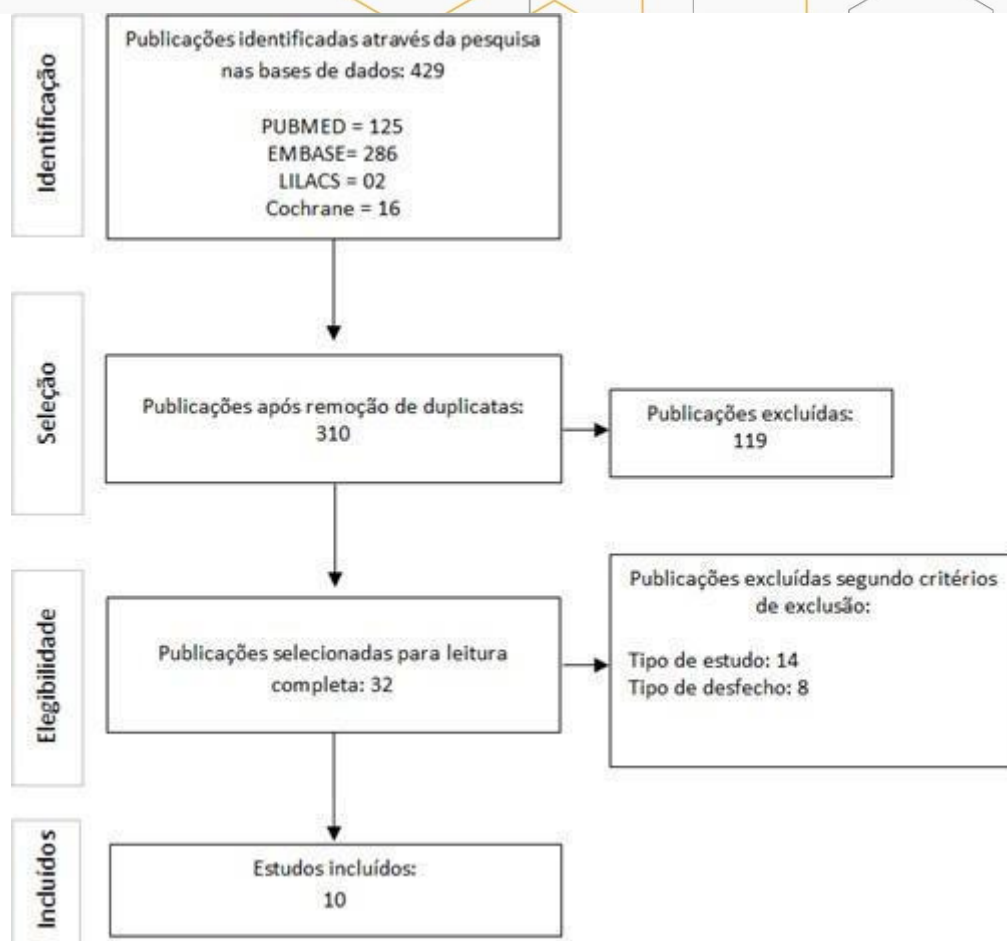 Identificação
Publicações identificadas através da pesquisa
nas bases de dados: 429
PUBMED = 125
EMBASE= 286
LILACS = 02
Cochrane = 16
Seleção
Publicações após remoção de duplicatas:
310
Publicações excluídas:
119
Elegibilidade
Publicações selecionadas para leitura
completa: 32
Publicações excluídas segundo critérios
de exclusão:
Tipo de estudo: 14
Tipo de desfecho: 8
Incluídos
Estudos incluídos:
10